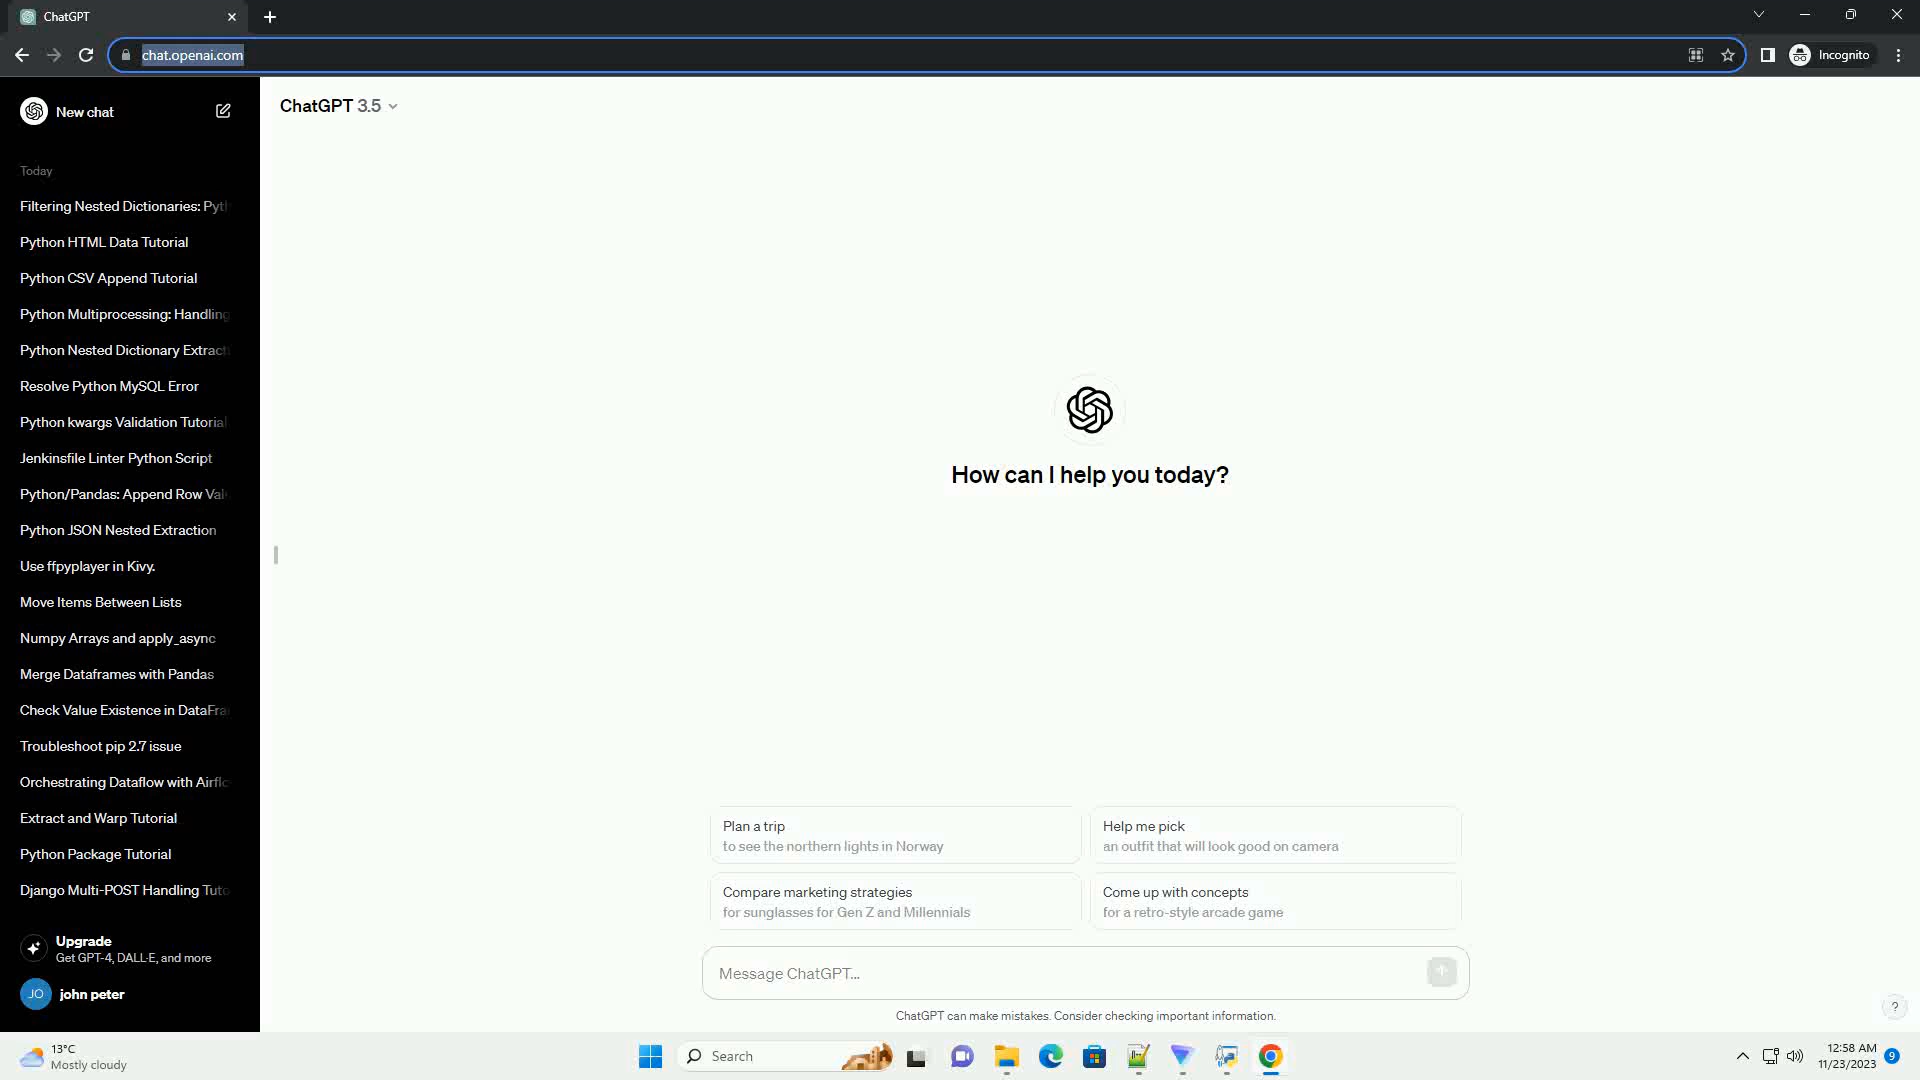 ChatGPT
chat.openai.com
Incognito
New chat
ChatGPT 3.5
Today
Filtering Nested Dictionaries: Pyth
Python HTML Data Tutorial
Python CSV Append Tutorial
Python Multiprocessing: Handling
Python Nested Dictionary Extract
Resolve Python MySQL Error
Python kwargs Validation Tutorial
Jenkinsfile Linter Python Script
Python/Pandas: Append Row Val
Python JSON Nested Extraction
Use ffpyplayer in Kivy.
Move Items Between Lists
Numpy Arrays and apply_async
Merge Dataframes with Pandas
Check Value Existence in DataFra
Troubleshoot pip 2.7 issue
Orchestrating Dataflow with Airflo
Extract and Warp Tutorial
Python Package Tutorial
Django Multi-POST Handling Tuto
Upgrade
Get GPT-4, DALL·E, and more
JO
john peter
How can I help you today?
Plan a trip
to see the northern lights in Norway
Help me pick
an outfit that will look good on camera
Compare marketing strategies
for sunglasses for Gen Z and Millennials
Come up with concepts
for a retro-style arcade game
Message ChatGPT...
ChatGPT can make mistakes. Consider checking important information.
?
13°C
Mostly cloudy
Search
12:58 AM
11/23/2023
9